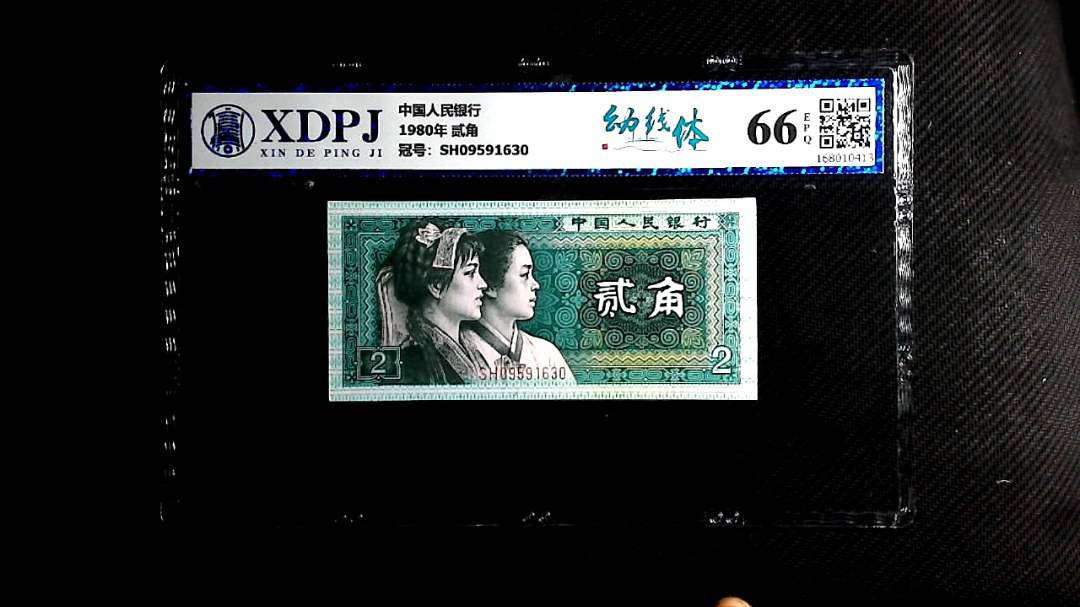 XDPJ
XIN DE PING JI
中国人民银行
1980年 贰角
冠号：SH09591630
幼线体
66
EPQ
168010413
中国人民银行
贰角
2
2
SH09591630